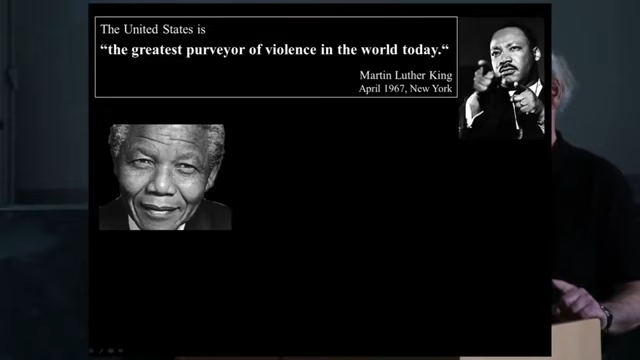 The United States is
“the greatest purveyor of violence in the world today.“
Martin Luther King
April 1967, New York